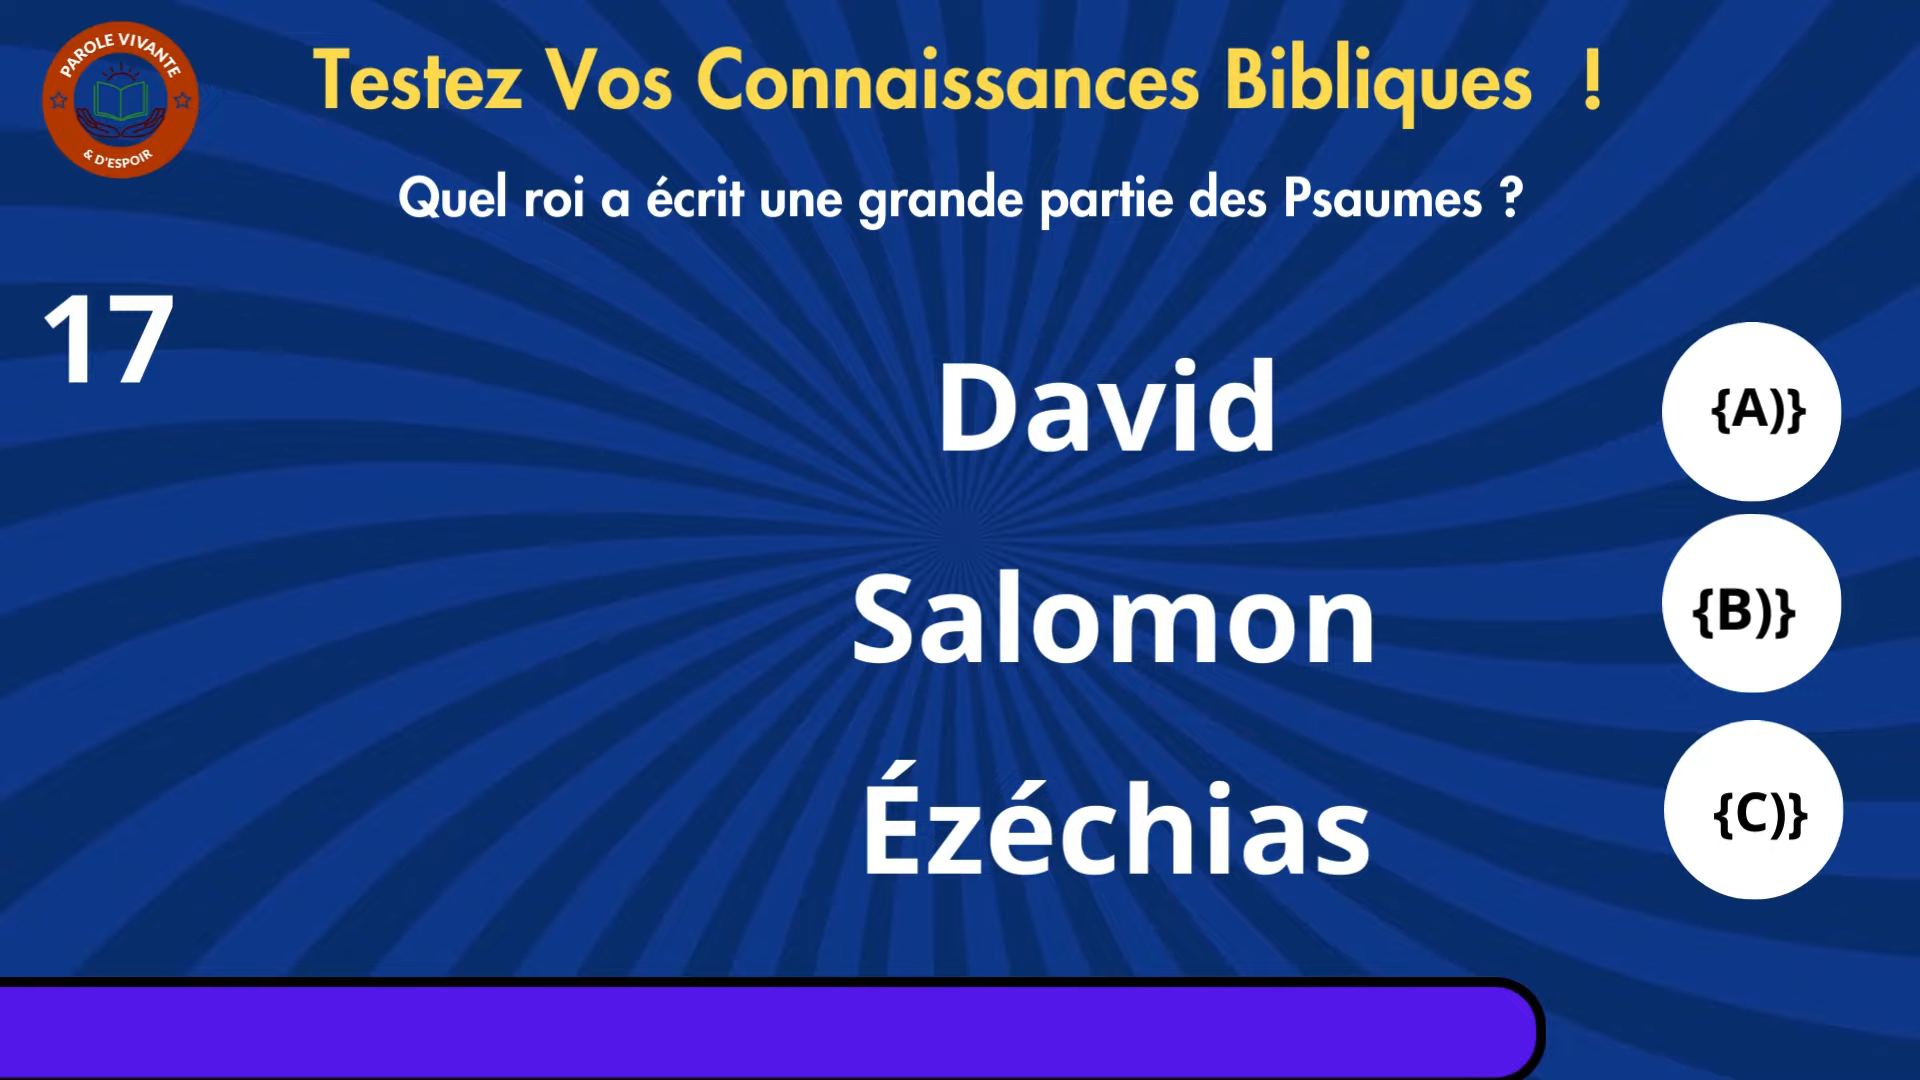 PAROLE VIVANTE
& D'ESPOIR
Testez Vos Connaissances Bibliques !
Quel roi a écrit une grande partie des Psaumes ?
17
David
{A)}
Salomon
{B)}
Ézéchias
{C)}